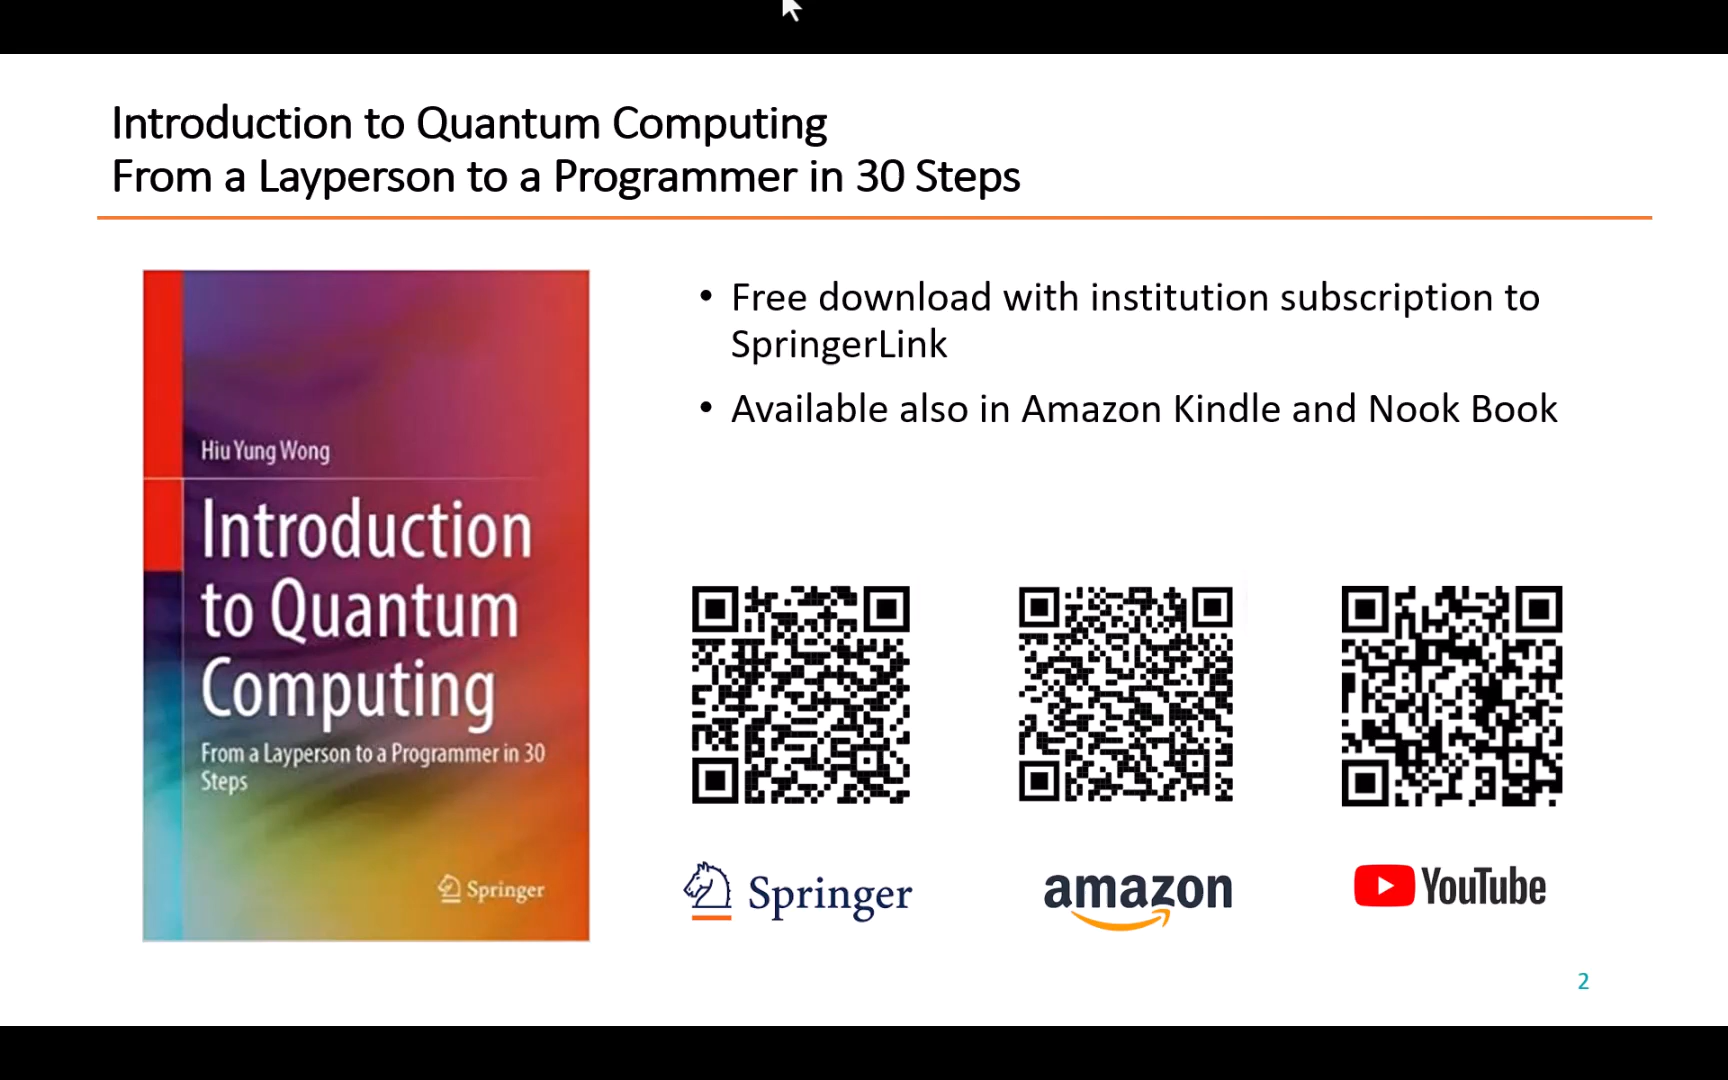 Introduction to Quantum Computing
From a Layperson to a Programmer in 30 Steps
Hiu Yung Wong
Introduction
to Quantum
Computing
From a Layperson to a Programmer in 30
Steps
Springer
• Free download with institution subscription to
SpringerLink
• Available also in Amazon Kindle and Nook Book
Springer
amazon
YouTube
2